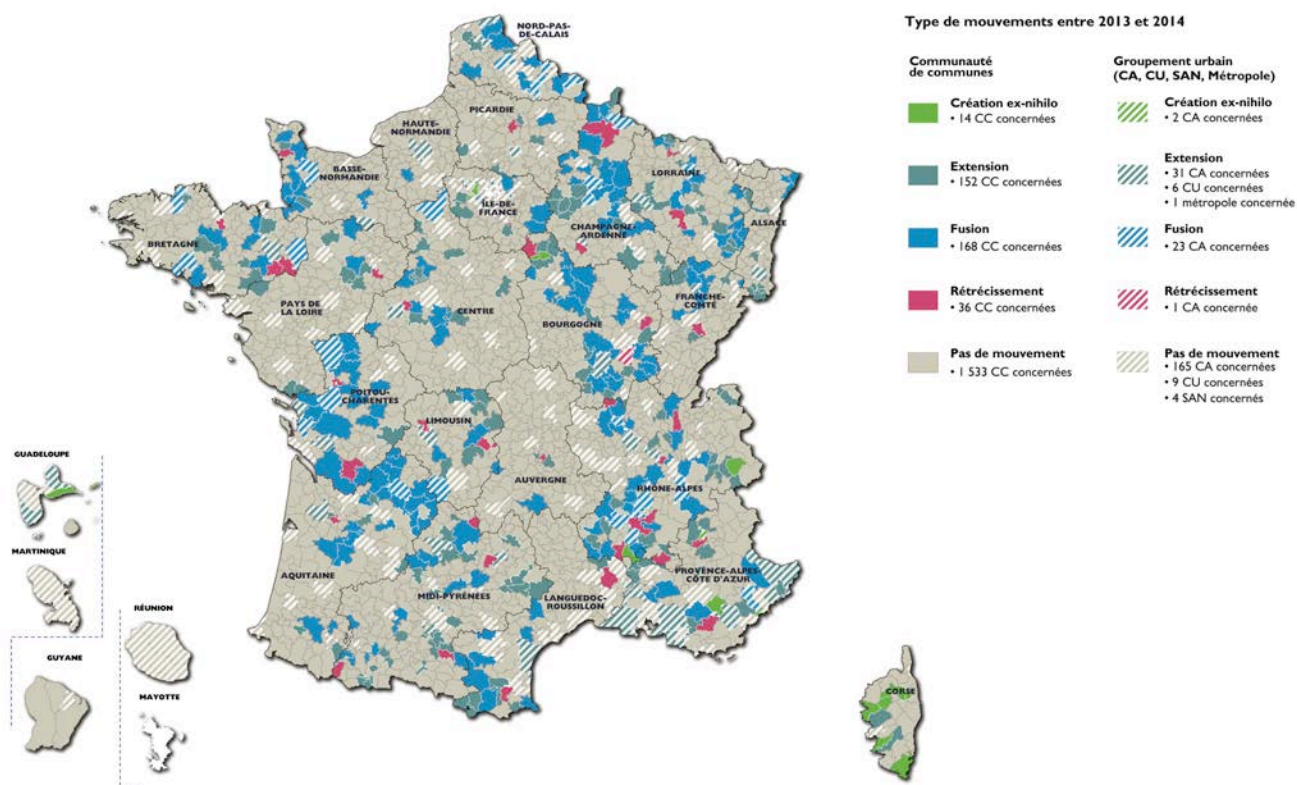 Type de mouvements entre 2013 et 2014
Communauté
de communes
Création ex-nihilo
• 14 CC concernées
Extension
• 152 CC concernées
Fusion
• 168 CC concernées
Rétrécissement
• 36 CC concernées
Pas de mouvement
• 1 533 CC concernées
Groupement urbain
(CA, CU, SAN, Métropole)
Création ex-nihilo
• 2 CA concernées
Extension
• 31 CA concernées
• 6 CU concernées
• 1 métropole concernée
Fusion
• 23 CA concernées
Rétrécissement
• 1 CA concernée
Pas de mouvement
• 165 CA concernées
• 9 CU concernées
• 4 SAN concernés
NORD-PAS-
DE-CALAIS
PICARDIE
HAUTE-
NORMANDIE
BASSE-
NORMANDIE
ÎLE-DE-
FRANCE
LORRAINE
ALSACE
CHAMPAGNE-
ARDENNE
BRETAGNE
PAYS DE
LA LOIRE
CENTRE
BOURGOGNE
FRANCHE-
COMTÉ
POITOU-
CHARENTES
LIMOUSIN
AUVERGNE
RHÔNE-ALPES
AQUITAINE
MIDI-PYRÉNÉES
LANGUEDOC-
ROUSSILLON
PROVENCE-ALPES-
CÔTE D'AZUR
CORSE
GUADELOUPE
MARTINIQUE
GUYANE
RÉUNION
MAYOTTE